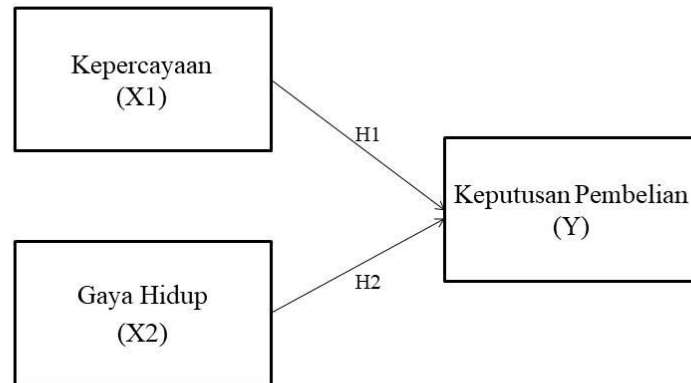 Kepercayaan
(X1)
H1
Keputusan Pembelian
(Y)
Gaya Hidup
(X2)
H2